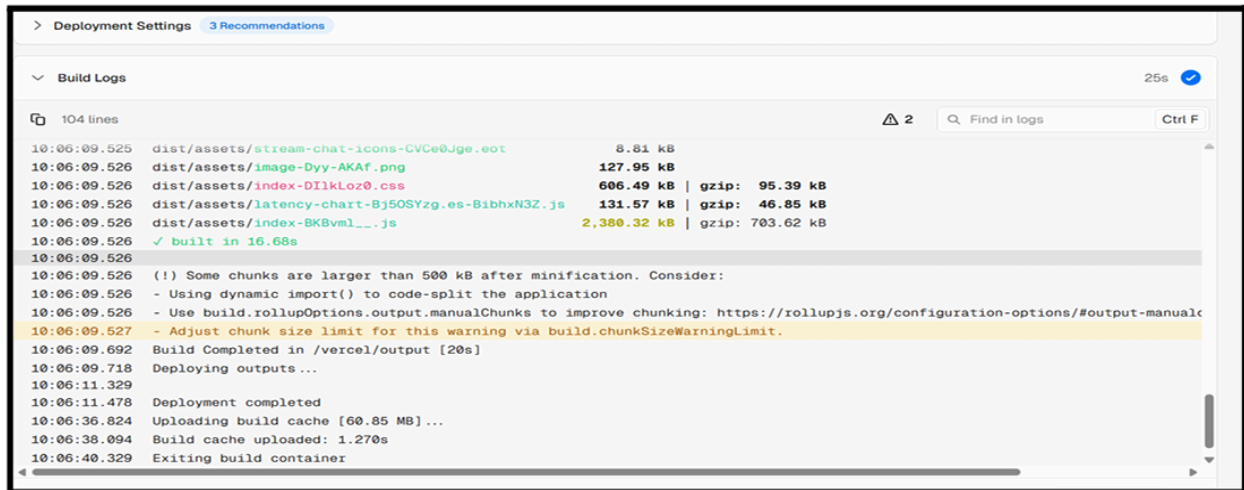 Deployment Settings 3 Recommendations
Build Logs 25s
104 lines 2 Find in logs Ctrl F
10:06:09.525 dist/assets/stream-chat-icons-CVCe0Jge.eot 8.81 kB
10:06:09.526 dist/assets/image-Dyy-AKAf.png 127.95 kB
10:06:09.526 dist/assets/index-DIlkLoz0.css 606.49 kB | gzip: 95.39 kB
10:06:09.526 dist/assets/latency-chart-Bj5OSYzg.es-BibhxN3Z.js 131.57 kB | gzip: 46.85 kB
10:06:09.526 dist/assets/index-BKBvml__.js 2,380.32 kB | gzip: 703.62 kB
10:06:09.526 ✓ built in 16.68s
10:06:09.526
10:06:09.526 (!) Some chunks are larger than 500 kB after minification. Consider:
10:06:09.526 - Using dynamic import() to code-split the application
10:06:09.526 - Use build.rollupOptions.output.manualChunks to improve chunking: https://rollupjs.org/configuration-options/#output-manualc
10:06:09.527 - Adjust chunk size limit for this warning via build.chunkSizeWarningLimit.
10:06:09.692 Build Completed in /vercel/output [20s]
10:06:09.718 Deploying outputs...
10:06:11.329
10:06:11.478 Deployment completed
10:06:36.824 Uploading build cache [60.85 MB]...
10:06:38.094 Build cache uploaded: 1.270s
10:06:40.329 Exiting build container